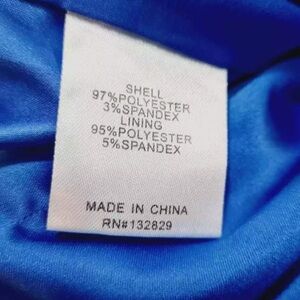 SHELL
97%POLYESTER
3%SPANDEX
LINING
95%POLYESTER
5%SPANDEX
MADE IN CHINA
RN#132829